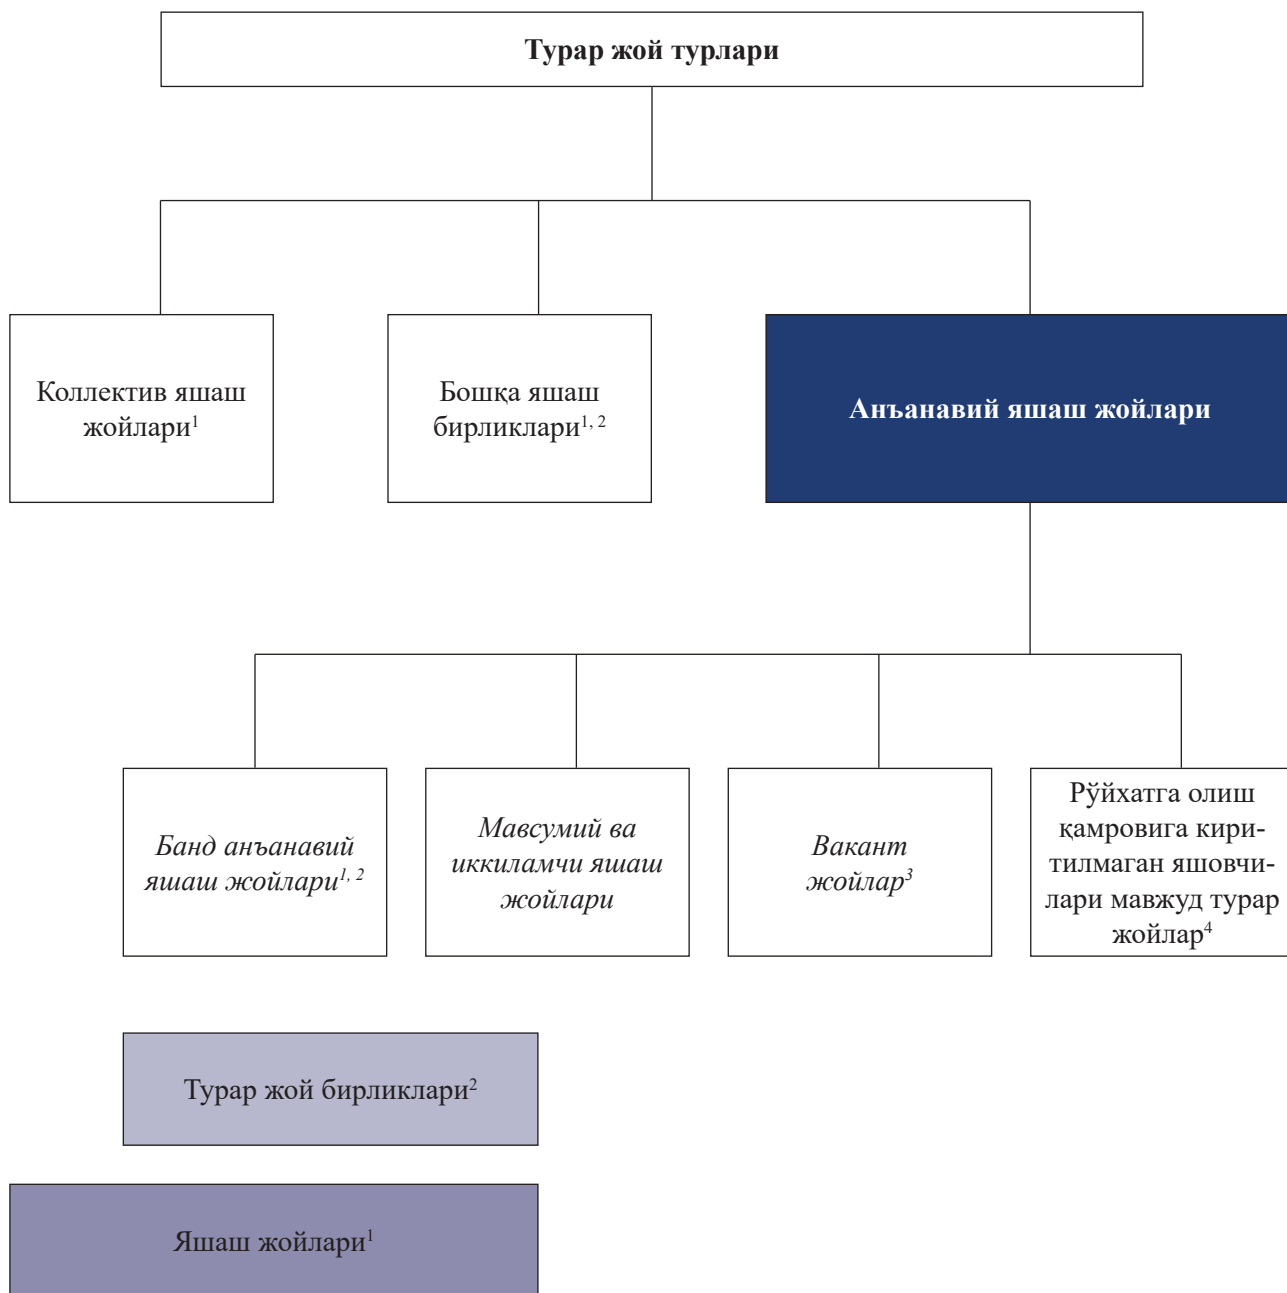 Турар жой турлари
Коллектив яшаш
жойлари¹
Бошқа яшаш
бирликлари¹, ²
Анъанавий яшаш жойлари
Банд анъанавий
яшаш жойлари¹, ²
Мавсумий ва
иккиламчи яшаш
жойлари
Вакант
жойлар³
Рўйхатга олиш
қамровига кири-
тилмаган яшовчи-
лари мавжуд турар
жойлар⁴
Турар жой бирликлари²
Яшаш жойлари¹